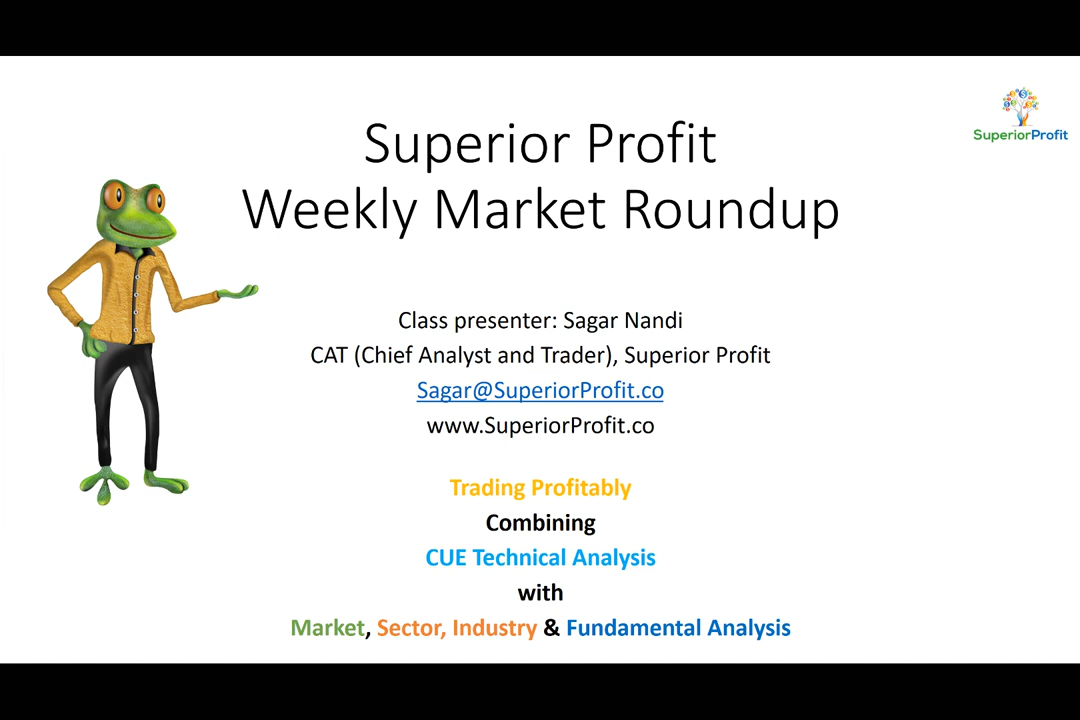 SuperiorProfit
Superior Profit
Weekly Market Roundup
Class presenter: Sagar Nandi
CAT (Chief Analyst and Trader), Superior Profit
Sagar@SuperiorProfit.co
www.SuperiorProfit.co
Trading Profitably
Combining
CUE Technical Analysis
with
Market, Sector, Industry & Fundamental Analysis